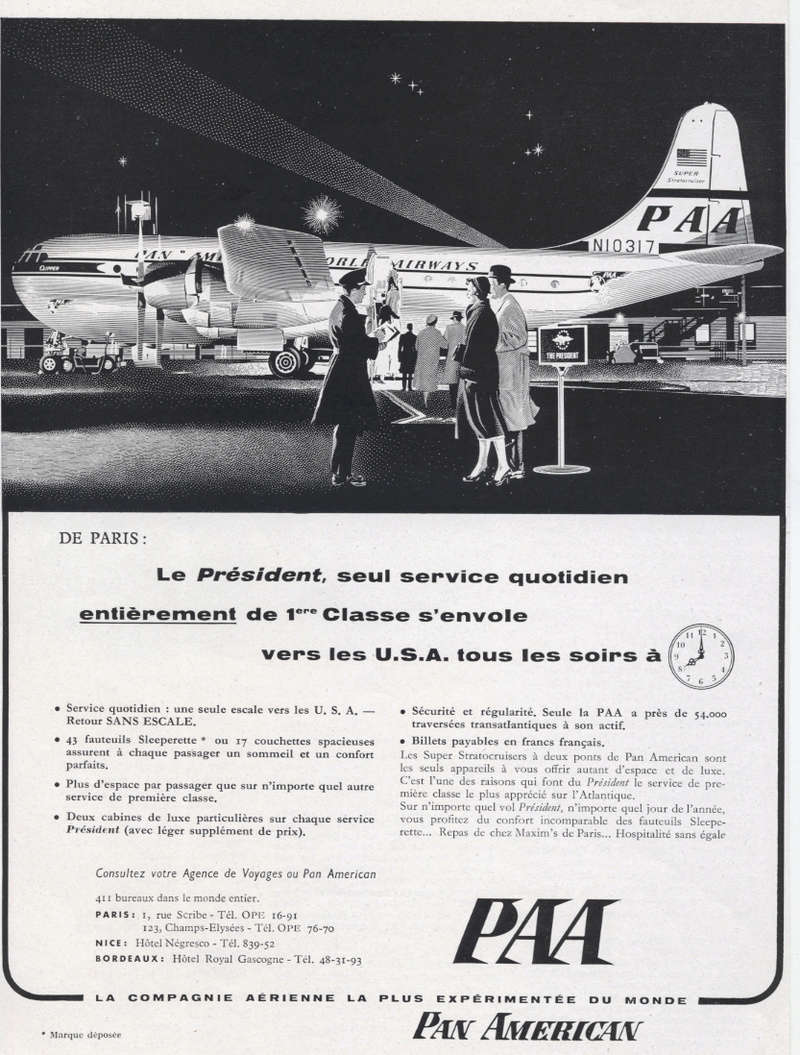 SUPER
Stratocruiser
PAA
N10317
PAN AMERICAN WORLD AIRWAYS
CLIPPER
THE PRESIDENT
DE PARIS :
Le Président, seul service quotidien
entièrement de 1ere Classe s'envole
vers les U.S.A. tous les soirs à
• Service quotidien : une seule escale vers les U. S. A. —
Retour SANS ESCALE.
• 43 fauteuils Sleeperette * ou 17 couchettes spacieuses
assurent à chaque passager un sommeil et un confort
parfaits.
• Plus d'espace par passager que sur n'importe quel autre
service de première classe.
• Deux cabines de luxe particulières sur chaque service
Président (avec léger supplément de prix).
• Sécurité et régularité. Seule la PAA a près de 54.000
traversées transatlantiques à son actif.
• Billets payables en francs français.
Les Super Stratocruisers à deux ponts de Pan American sont
les seuls appareils à vous offrir autant d'espace et de luxe.
C'est l'une des raisons qui font du Président le service de pre-
mière classe le plus apprécié sur l'Atlantique.
Sur n'importe quel vol Président, n'importe quel jour de l'année,
vous profitez du confort incomparable des fauteuils Sleepe-
rette... Repas de chez Maxim's de Paris... Hospitalité sans égale
Consultez votre Agence de Voyages ou Pan American
411 bureaux dans le monde entier.
PARIS : 1, rue Scribe - Tél. OPE 16-91
123, Champs-Elysées - Tél. OPE 76-70
NICE : Hôtel Négresco - Tél. 839-52
BORDEAUX : Hôtel Royal Gascogne - Tél. 48-31-93
PAA
LA COMPAGNIE AÉRIENNE LA PLUS EXPÉRIMENTÉE DU MONDE
* Marque déposée
PAN AMERICAN